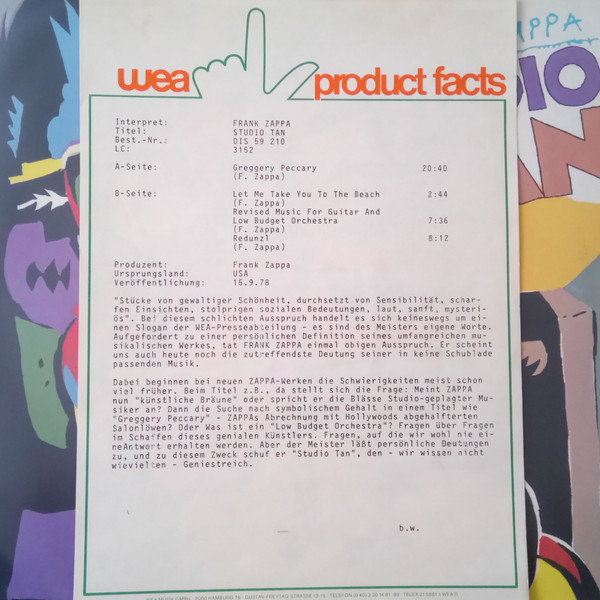 ZAPPA
DIO
AN
wea product facts
Interpret: FRANK ZAPPA
Titel: STUDIO TAN
Best.-Nr.: DIS 59 210
LC: 3152
A-Seite: Greggery Peccary 20:40
(F. Zappa)
B-Seite: Let Me Take You To The Beach 2:44
(F. Zappa)
Revised Music For Guitar And
Low Budget Orchestra 7:36
(F. Zappa)
Redunzl 8:12
(F. Zappa)
Produzent: Frank Zappa
Ursprungsland: USA
Veröffentlichung: 15.9.78
"Stücke von gewaltiger Schönheit, durchsetzt von Sensibilität, schar-
fen Einsichten, stolprigen sozialen Bedeutungen, laut, sanft, mysteri-
ös". Bei diesem schlichten Ausspruch handelt es sich keineswegs um ei-
nen Slogan der WEA-Presseabteilung - es sind des Meisters eigene Worte.
Aufgefordert zu einer persönlichen Definition seines umfangreichen mu-
sikalischen Werkes, tat FRANK ZAPPA einmal obigen Ausspruch. Er scheint
uns auch heute noch die zutreffendste Deutung seiner in keine Schublade
passenden Musik.
Dabei beginnen bei neuen ZAPPA-Werken die Schwierigkeiten meist schon
viel früher. Beim Titel z.B., da stellt sich die Frage: Meint ZAPPA
nun "künstliche Bräune" oder spricht er die Blässe Studio-geplagter Mu-
siker an? Dann die Suche nach symbolischem Gehalt in einem Titel wie
"Greggery Peccary" - ZAPPAs Abrechnung mit Hollywoods abgehalfterten
Salonlöwen? Oder Was ist ein "Low Budget Orchestra"? Fragen über Fragen
im Schaffen dieses genialen Künstlers. Fragen, auf die wir wohl nie ei-
neAntwort erhalten werden. Aber der Meister läßt persönliche Deutungen
zu, und zu diesem Zweck schuf er "Studio Tan", den - wir wissen nicht
wievielten - Geniestreich.
b.w.